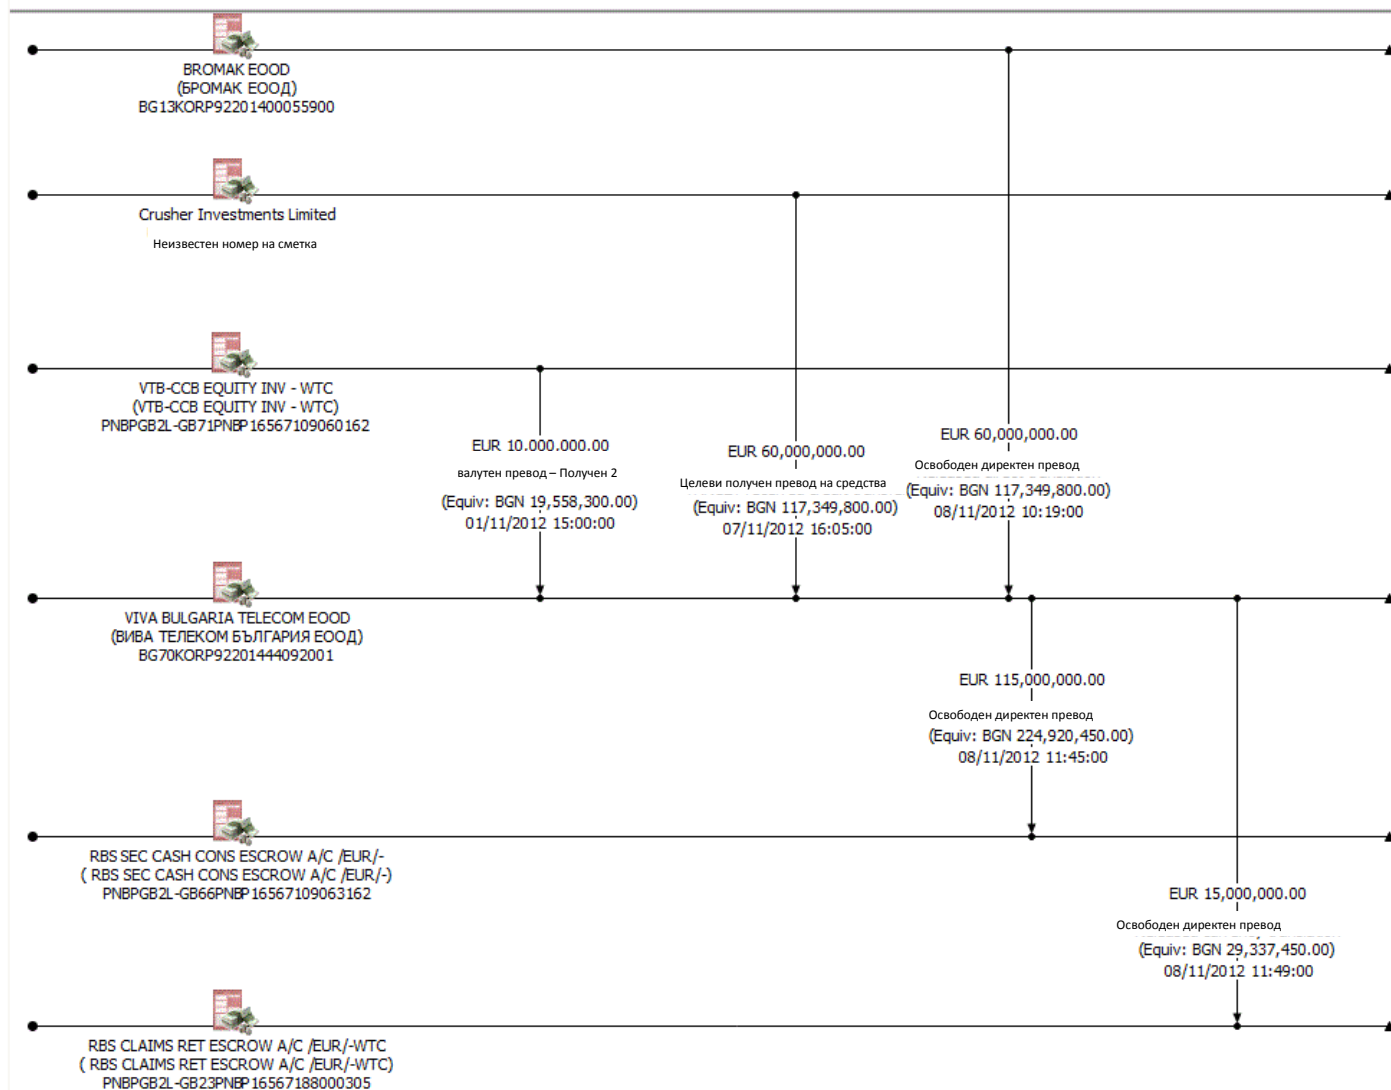 BROMAK EOOD
(БРОМАК ЕООД)
BG13KORP92201400055900
Crusher Investments Limited
Неизвестен номер на сметка
VTB-CCB EQUITY INV - WTC
(VTB-CCB EQUITY INV - WTC)
PNBPGB2L-GB71PNBP16567109060162
EUR 10.000.000.00
валутен превод – Получен 2
(Equiv: BGN 19,558,300.00)
01/11/2012 15:00:00
EUR 60,000,000.00
Целеви получен превод на средства
(Equiv: BGN 117,349,800.00)
07/11/2012 16:05:00
EUR 60,000,000.00
Освободен директен превод
(Equiv: BGN 117,349,800.00)
08/11/2012 10:19:00
VIVA BULGARIA TELECOM EOOD
(ВИВА ТЕЛЕКОМ БЪЛГАРИЯ ЕООД)
BG70KORP92201444092001
EUR 115,000,000.00
Освободен директен превод
(Equiv: BGN 224,920,450.00)
08/11/2012 11:45:00
RBS SEC CASH CONS ESCROW A/C /EUR/-
( RBS SEC CASH CONS ESCROW A/C /EUR/-)
PNBPGB2L-GB66PNBP16567109063162
EUR 15,000,000.00
Освободен директен превод
(Equiv: BGN 29,337,450.00)
08/11/2012 11:49:00
RBS CLAIMS RET ESCROW A/C /EUR/-WTC
( RBS CLAIMS RET ESCROW A/C /EUR/-WTC)
PNBPGB2L-GB23PNBP16567188000305